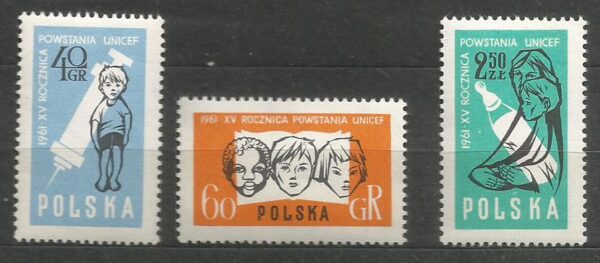 POWSTANIA UNICEF
1961 XV ROCZNICA
40
GR
POLSKA
1961 XV ROCZNICA POWSTANIA UNICEF
60 POLSKA GR
POWSTANIA UNICEF
1961 XV ROCZNICA
2 50
ZŁ
POLSKA